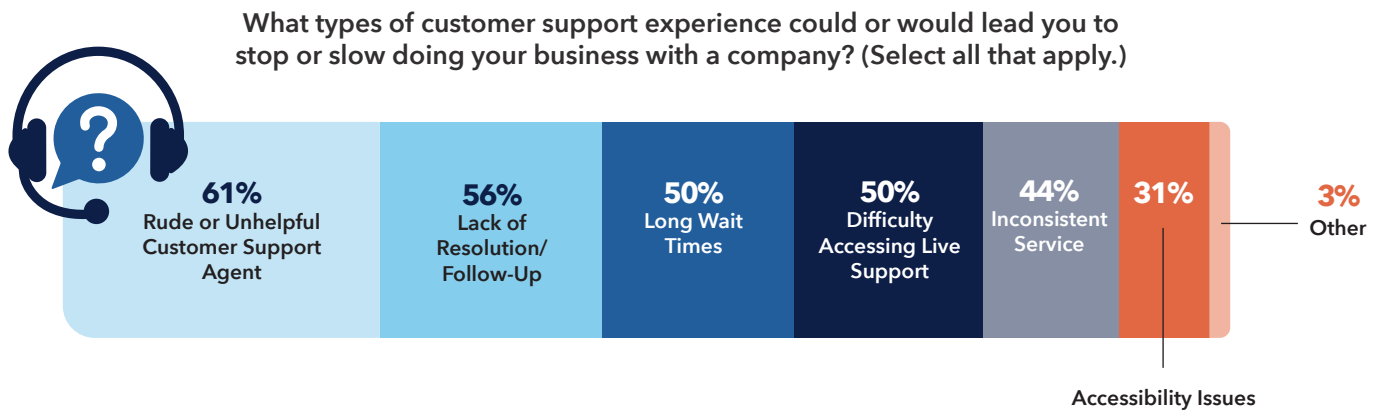 What types of customer support experience could or would lead you to
stop or slow doing your business with a company? (Select all that apply.)
?
61%
Rude or Unhelpful
Customer Support
Agent
56%
Lack of
Resolution/
Follow-Up
50%
Long Wait
Times
50%
Difficulty
Accessing Live
Support
44%
Inconsistent
Service
31%
Accessibility Issues
3%
Other